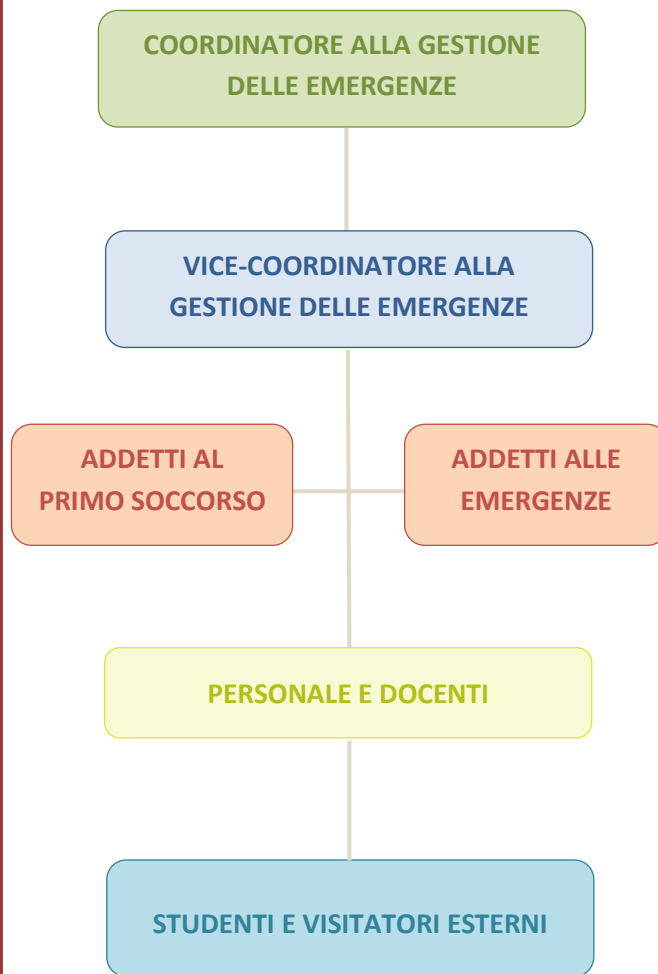 COORDINATORE ALLA GESTIONE
DELLE EMERGENZE
VICE-COORDINATORE ALLA
GESTIONE DELLE EMERGENZE
ADDETTI AL
PRIMO SOCCORSO
ADDETTI ALLE
EMERGENZE
PERSONALE E DOCENTI
STUDENTI E VISITATORI ESTERNI